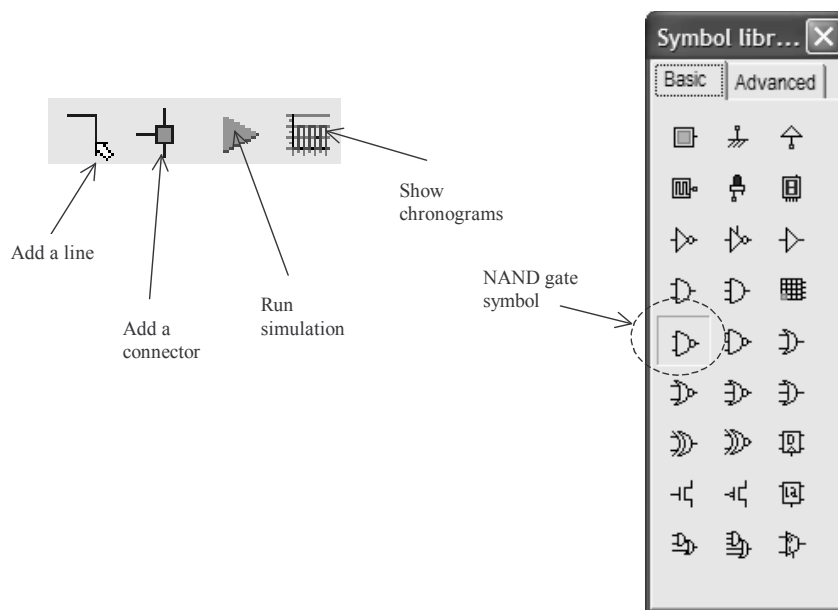 Symbol libr...
Basic
Advanced
Show
chronograms
Add a line
NAND gate
symbol
Run
simulation
Add a
connector